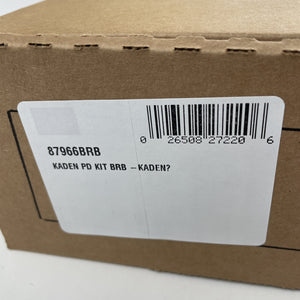 0 26508 27220 6
87966BRB
KADEN PD KIT BRB –KADEN?